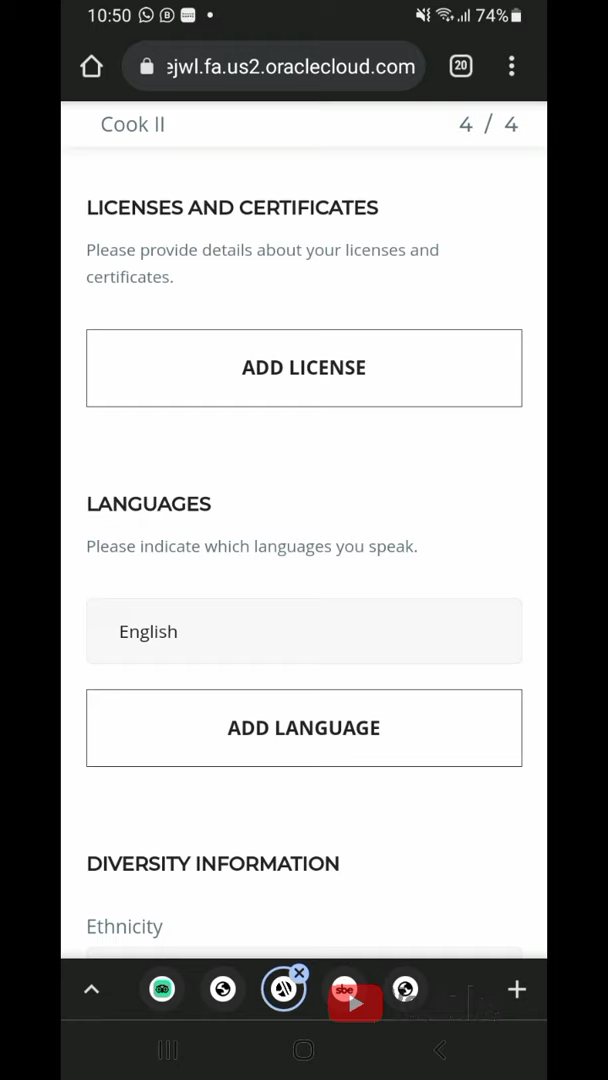 10:50
74%
ejwl.fa.us2.oraclecloud.com
20
Cook II
4 / 4
LICENSES AND CERTIFICATES
Please provide details about your licenses and
certificates.
ADD LICENSE
LANGUAGES
Please indicate which languages you speak.
English
ADD LANGUAGE
DIVERSITY INFORMATION
Ethnicity
sbe